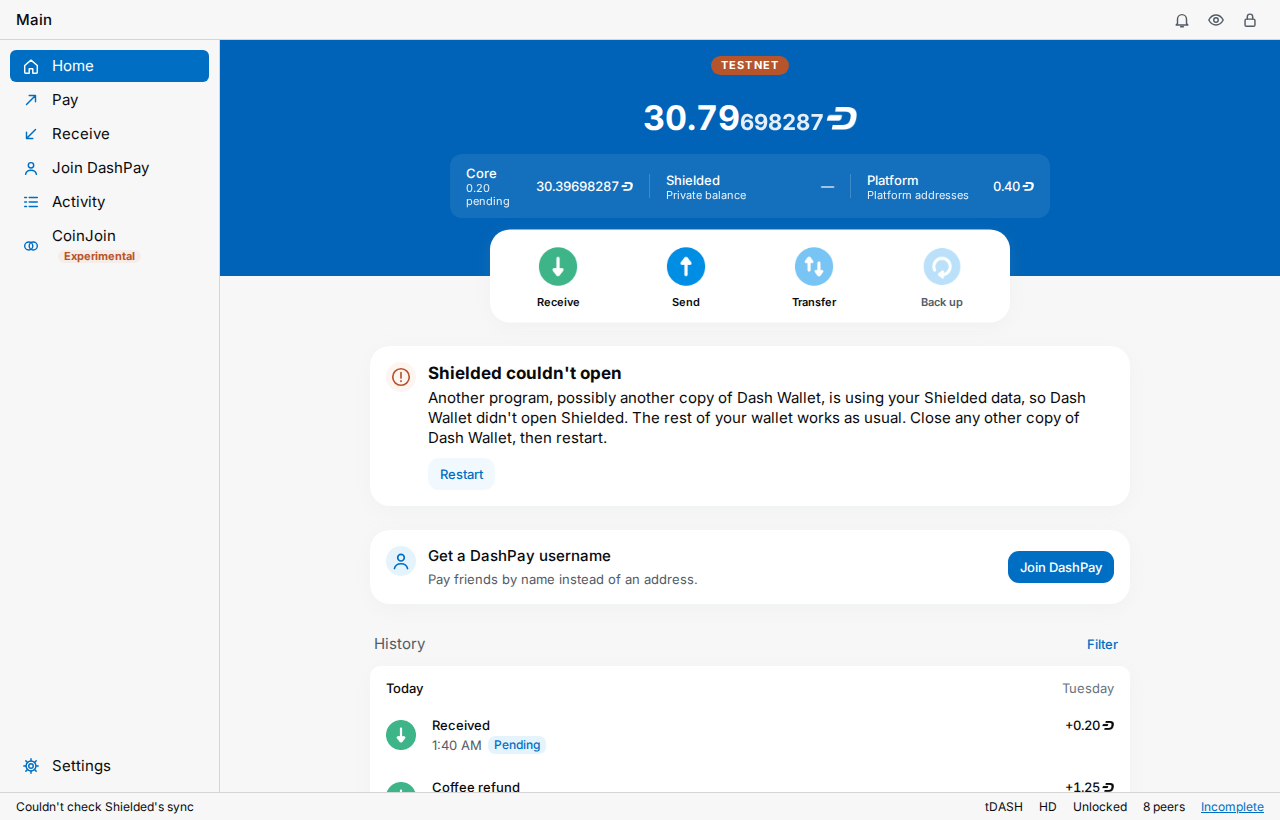 Main
Home
Pay
Receive
Join DashPay
Activity
CoinJoin
Experimental
Settings
TESTNET
30.79698287
Core
0.20
pending
30.39698287
Shielded
Private balance
—
Platform
Platform addresses
0.40
Receive
Send
Transfer
Back up
Shielded couldn't open
Another program, possibly another copy of Dash Wallet, is using your Shielded data, so Dash
Wallet didn't open Shielded. The rest of your wallet works as usual. Close any other copy of
Dash Wallet, then restart.
Restart
Get a DashPay username
Pay friends by name instead of an address.
Join DashPay
History
Filter
Today
Tuesday
Received
+0.20
1:40 AM Pending
Coffee refund
+1.25
Couldn't check Shielded's sync
tDASH HD Unlocked 8 peers Incomplete